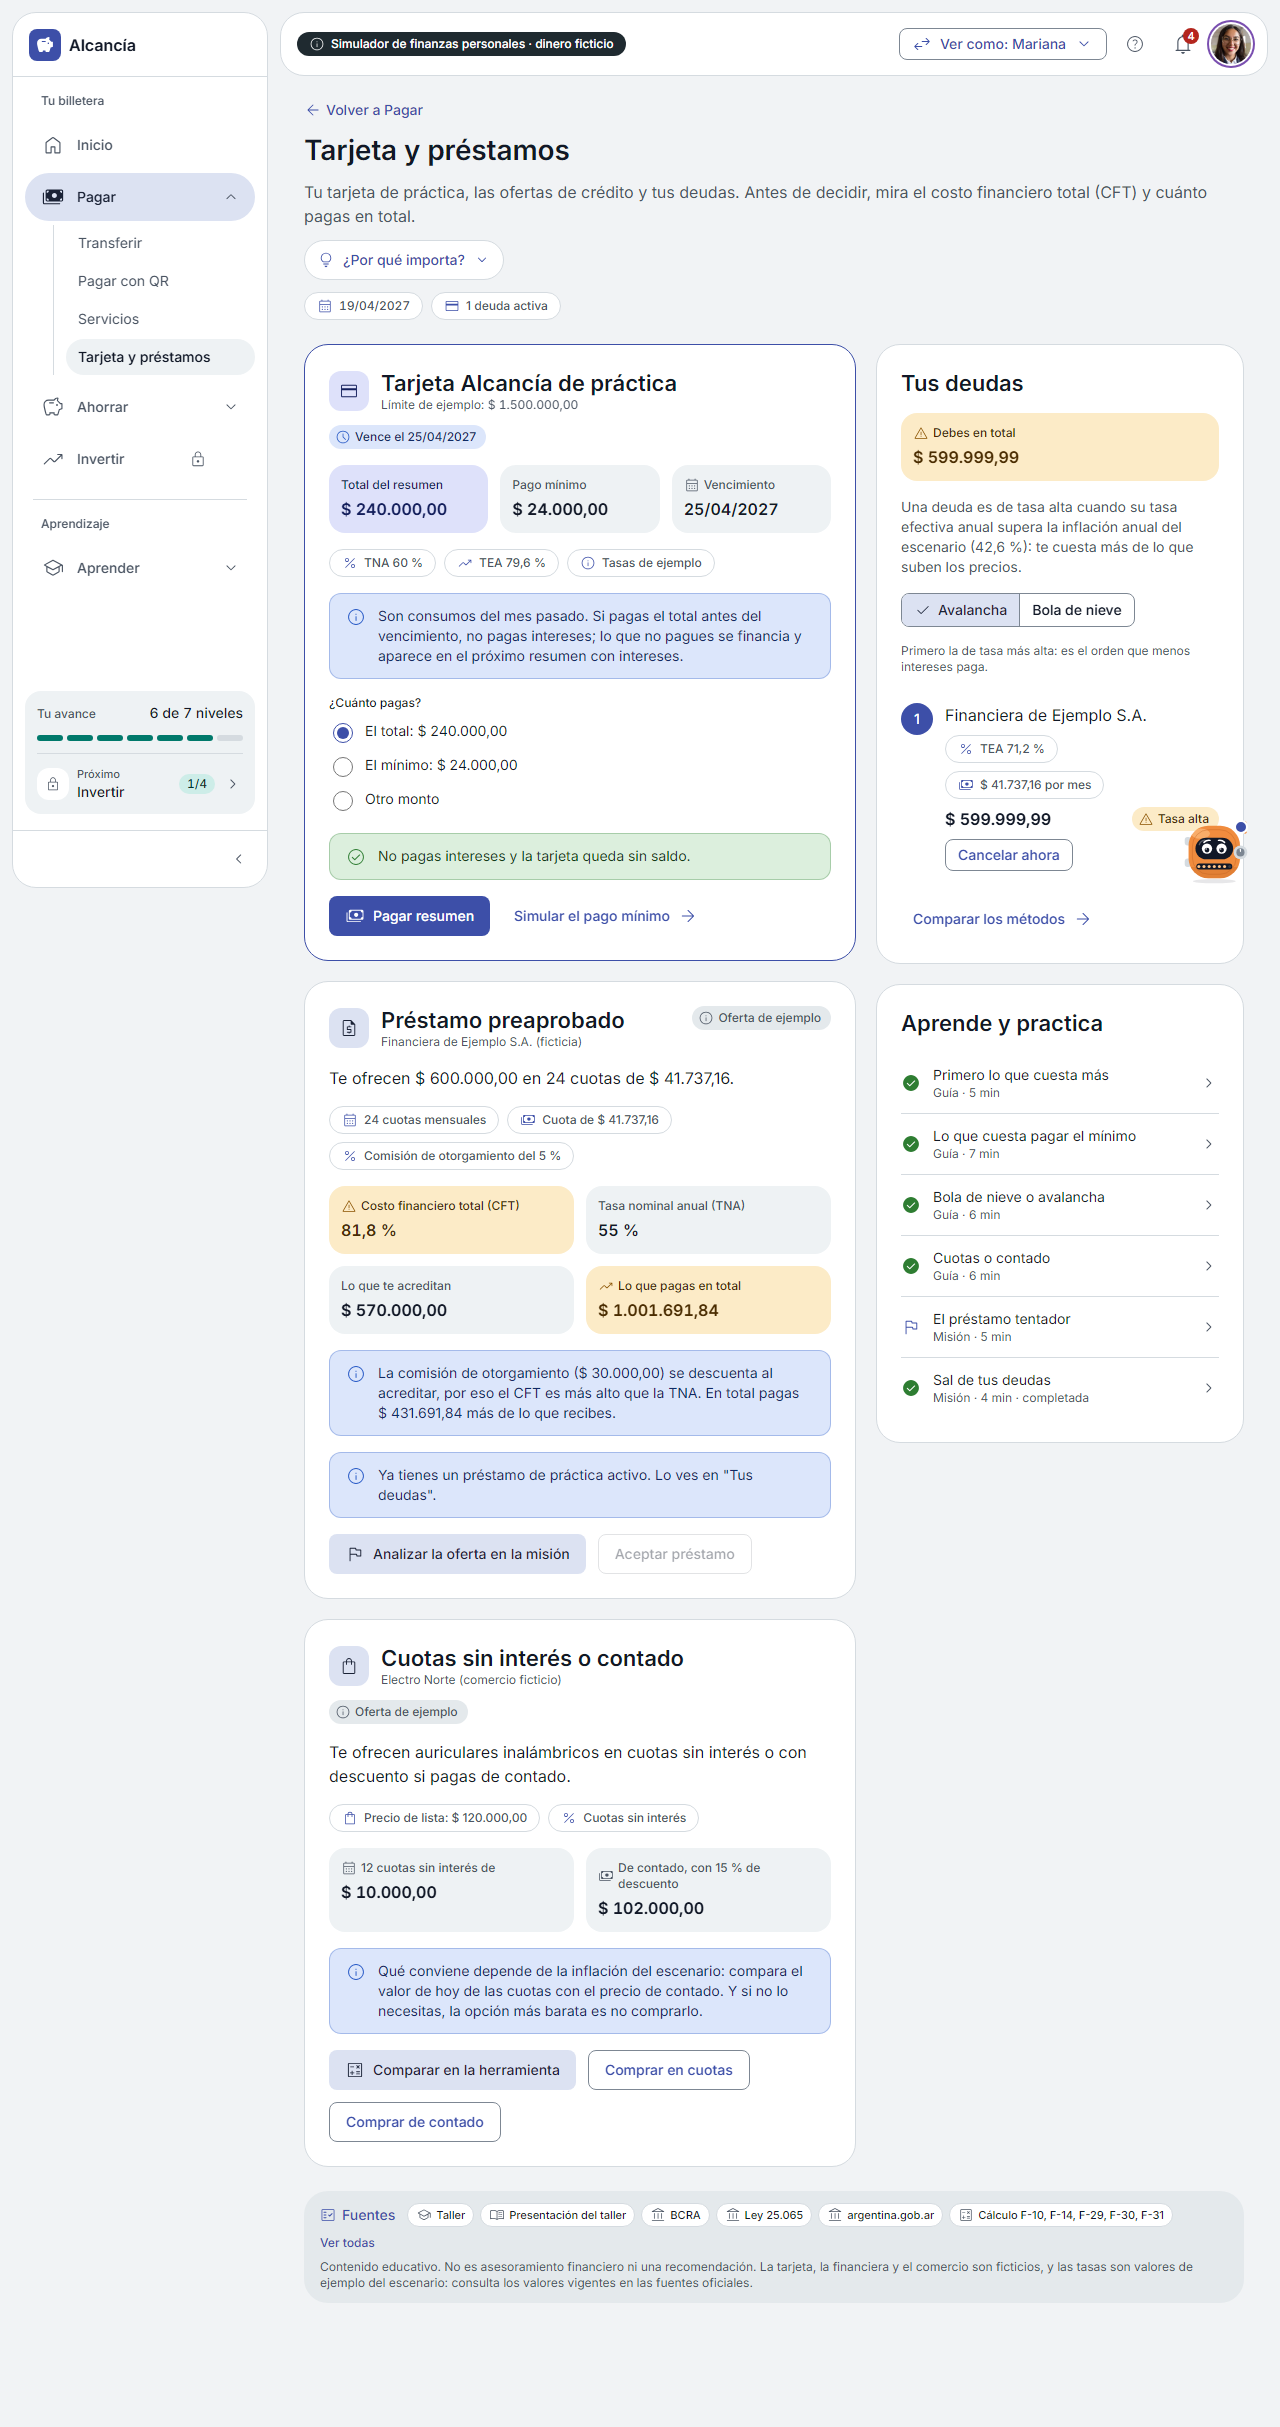 Alcancía
Simulador de finanzas personales · dinero ficticio
Ver como: Mariana
4
Tu billetera
Inicio
Pagar
Transferir
Pagar con QR
Servicios
Tarjeta y préstamos
Ahorrar
Invertir
Aprendizaje
Aprender
Tu avance
6 de 7 niveles
Próximo
Invertir
1/4
Volver a Pagar
Tarjeta y préstamos
Tu tarjeta de práctica, las ofertas de crédito y tus deudas. Antes de decidir, mira el costo financiero total (CFT) y cuánto
pagas en total.
¿Por qué importa?
19/04/2027
1 deuda activa
Tarjeta Alcancía de práctica
Límite de ejemplo: $ 1.500.000,00
Vence el 25/04/2027
Total del resumen
$ 240.000,00
Pago mínimo
$ 24.000,00
Vencimiento
25/04/2027
TNA 60 %
TEA 79,6 %
Tasas de ejemplo
Son consumos del mes pasado. Si pagas el total antes del
vencimiento, no pagas intereses; lo que no pagues se financia y
aparece en el próximo resumen con intereses.
¿Cuánto pagas?
El total: $ 240.000,00
El mínimo: $ 24.000,00
Otro monto
No pagas intereses y la tarjeta queda sin saldo.
Pagar resumen
Simular el pago mínimo
Tus deudas
Debes en total
$ 599.999,99
Una deuda es de tasa alta cuando su tasa
efectiva anual supera la inflación anual del
escenario (42,6 %): te cuesta más de lo que
suben los precios.
Avalancha
Bola de nieve
Primero la de tasa más alta: es el orden que menos
intereses paga.
1
Financiera de Ejemplo S.A.
TEA 71,2 %
$ 41.737,16 por mes
$ 599.999,99
Tasa alta
Cancelar ahora
Comparar los métodos
Préstamo preaprobado
Financiera de Ejemplo S.A. (ficticia)
Oferta de ejemplo
Te ofrecen $ 600.000,00 en 24 cuotas de $ 41.737,16.
24 cuotas mensuales
Cuota de $ 41.737,16
Comisión de otorgamiento del 5 %
Costo financiero total (CFT)
81,8 %
Tasa nominal anual (TNA)
55 %
Lo que te acreditan
$ 570.000,00
Lo que pagas en total
$ 1.001.691,84
La comisión de otorgamiento ($ 30.000,00) se descuenta al
acreditar, por eso el CFT es más alto que la TNA. En total pagas
$ 431.691,84 más de lo que recibes.
Ya tienes un préstamo de práctica activo. Lo ves en "Tus
deudas".
Analizar la oferta en la misión
Aceptar préstamo
Aprende y practica
Primero lo que cuesta más
Guía · 5 min
Lo que cuesta pagar el mínimo
Guía · 7 min
Bola de nieve o avalancha
Guía · 6 min
Cuotas o contado
Guía · 6 min
El préstamo tentador
Misión · 5 min
Sal de tus deudas
Misión · 4 min · completada
Cuotas sin interés o contado
Electro Norte (comercio ficticio)
Oferta de ejemplo
Te ofrecen auriculares inalámbricos en cuotas sin interés o con
descuento si pagas de contado.
Precio de lista: $ 120.000,00
Cuotas sin interés
12 cuotas sin interés de
$ 10.000,00
De contado, con 15 % de
descuento
$ 102.000,00
Qué conviene depende de la inflación del escenario: compara el
valor de hoy de las cuotas con el precio de contado. Y si no lo
necesitas, la opción más barata es no comprarlo.
Comparar en la herramienta
Comprar en cuotas
Comprar de contado
Fuentes
Taller
Presentación del taller
BCRA
Ley 25.065
argentina.gob.ar
Cálculo F-10, F-14, F-29, F-30, F-31
Ver todas
Contenido educativo. No es asesoramiento financiero ni una recomendación. La tarjeta, la financiera y el comercio son ficticios, y las tasas son valores de
ejemplo del escenario: consulta los valores vigentes en las fuentes oficiales.